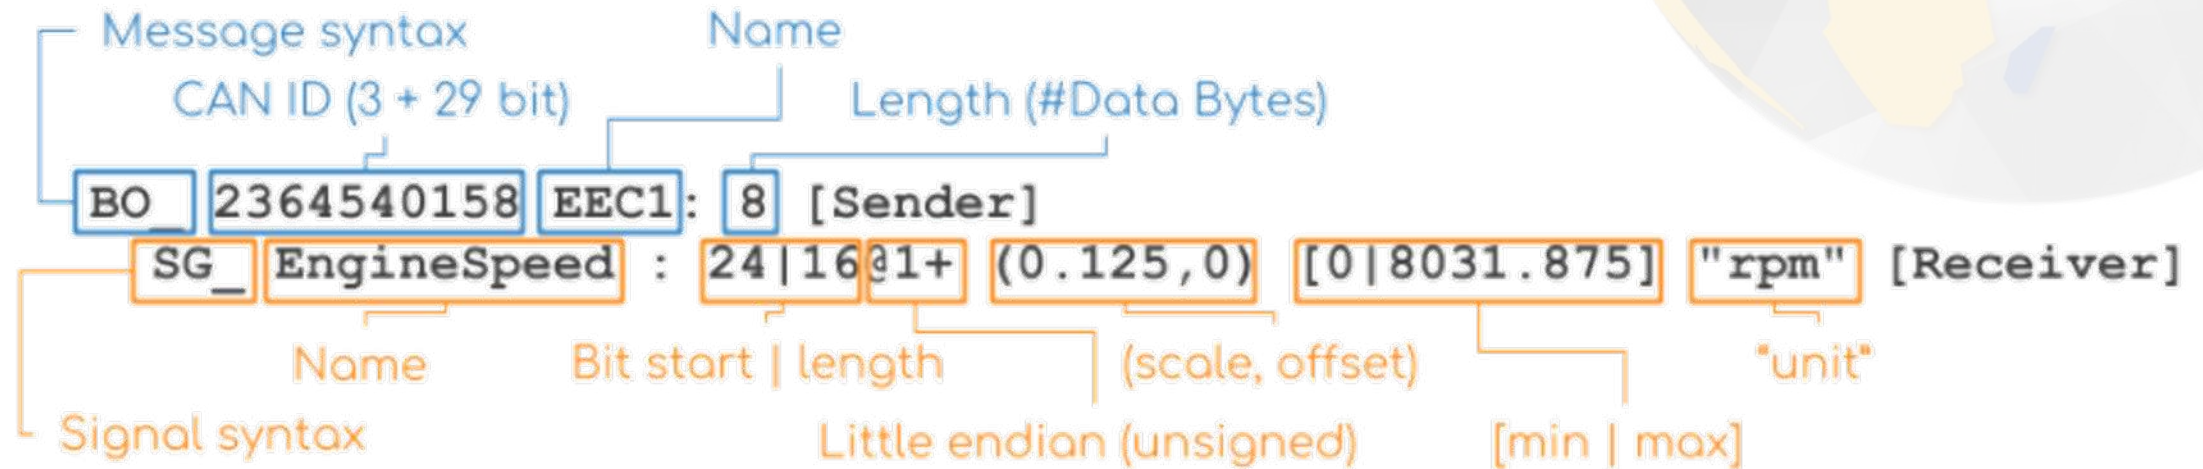 Message syntax
Name
CAN ID (3 + 29 bit)
Length (#Data Bytes)
BO_ 2364540158 EEC1: 8 [Sender]
SG_ EngineSpeed : 24|16@1+ (0.125,0) [0|8031.875] "rpm" [Receiver]
Name
Bit start | length
(scale, offset)
"unit"
Signal syntax
Little endian (unsigned)
[min | max]